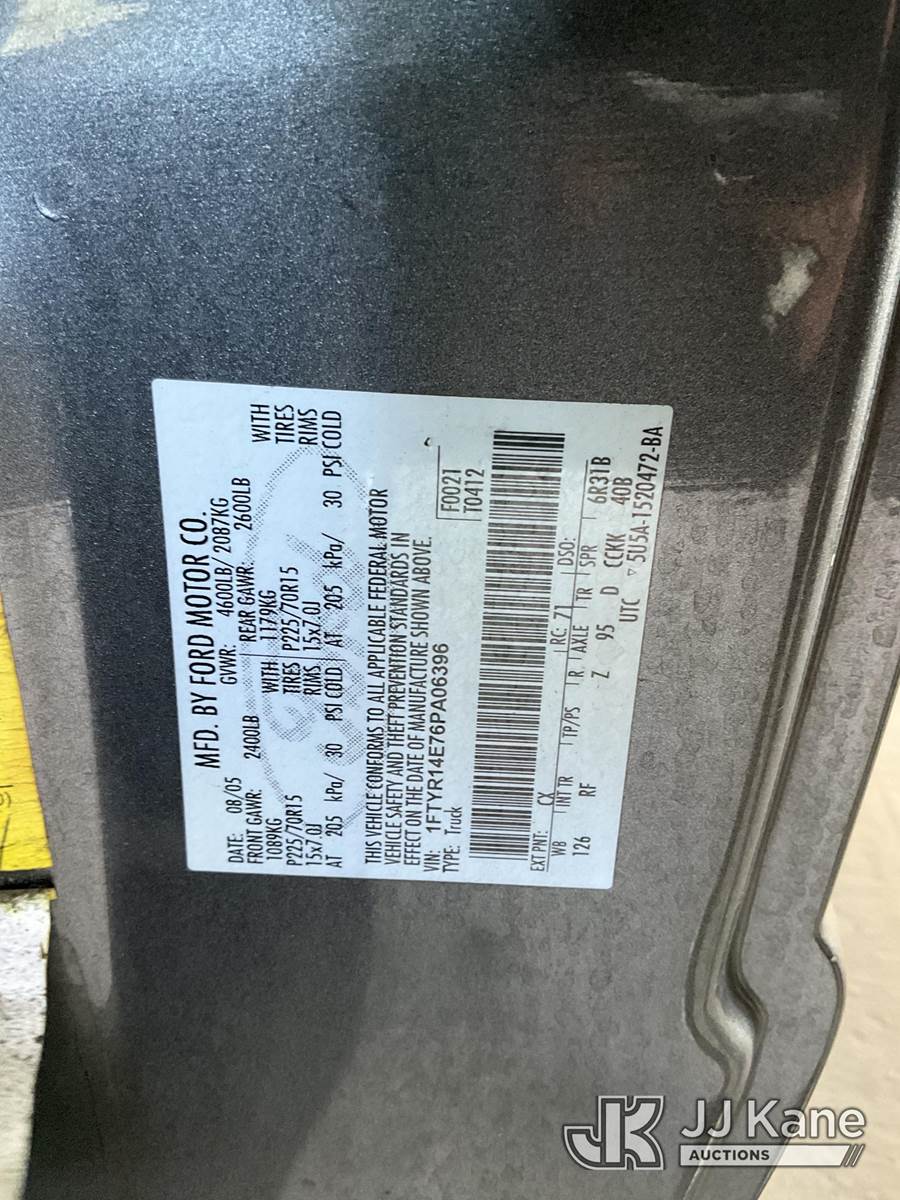 MFD. BY FORD MOTOR CO.
DATE: 08/05 GVWR: 4600LB/ 2087KG
FRONT GAWR: 2400LB REAR GAWR: 2600LB
1089KG WITH 1179KG WITH
P225/70R15 TIRES P225/70R15 TIRES
15x7.0J RIMS 15x7.0J RIMS
AT 205 kPa/ 30 PSI COLD AT 205 kPa/ 30 PSI COLD
THIS VEHICLE CONFORMS TO ALL APPLICABLE FEDERAL MOTOR
VEHICLE SAFETY AND THEFT PREVENTION STANDARDS IN
EFFECT ON THE DATE OF MANUFACTURE SHOWN ABOVE.
VIN: 1FTYR14E76PA06396 F0021
TYPE: Truck T0412
EXT PNT: CX RC: 71 DSO:
WB INT TR TP/PS R AXLE TR SPR 6R31B
126 RF Z 95 D CCKK 40B
UTC 5U5A-1520472-BA
JK JJ Kane
AUCTIONS